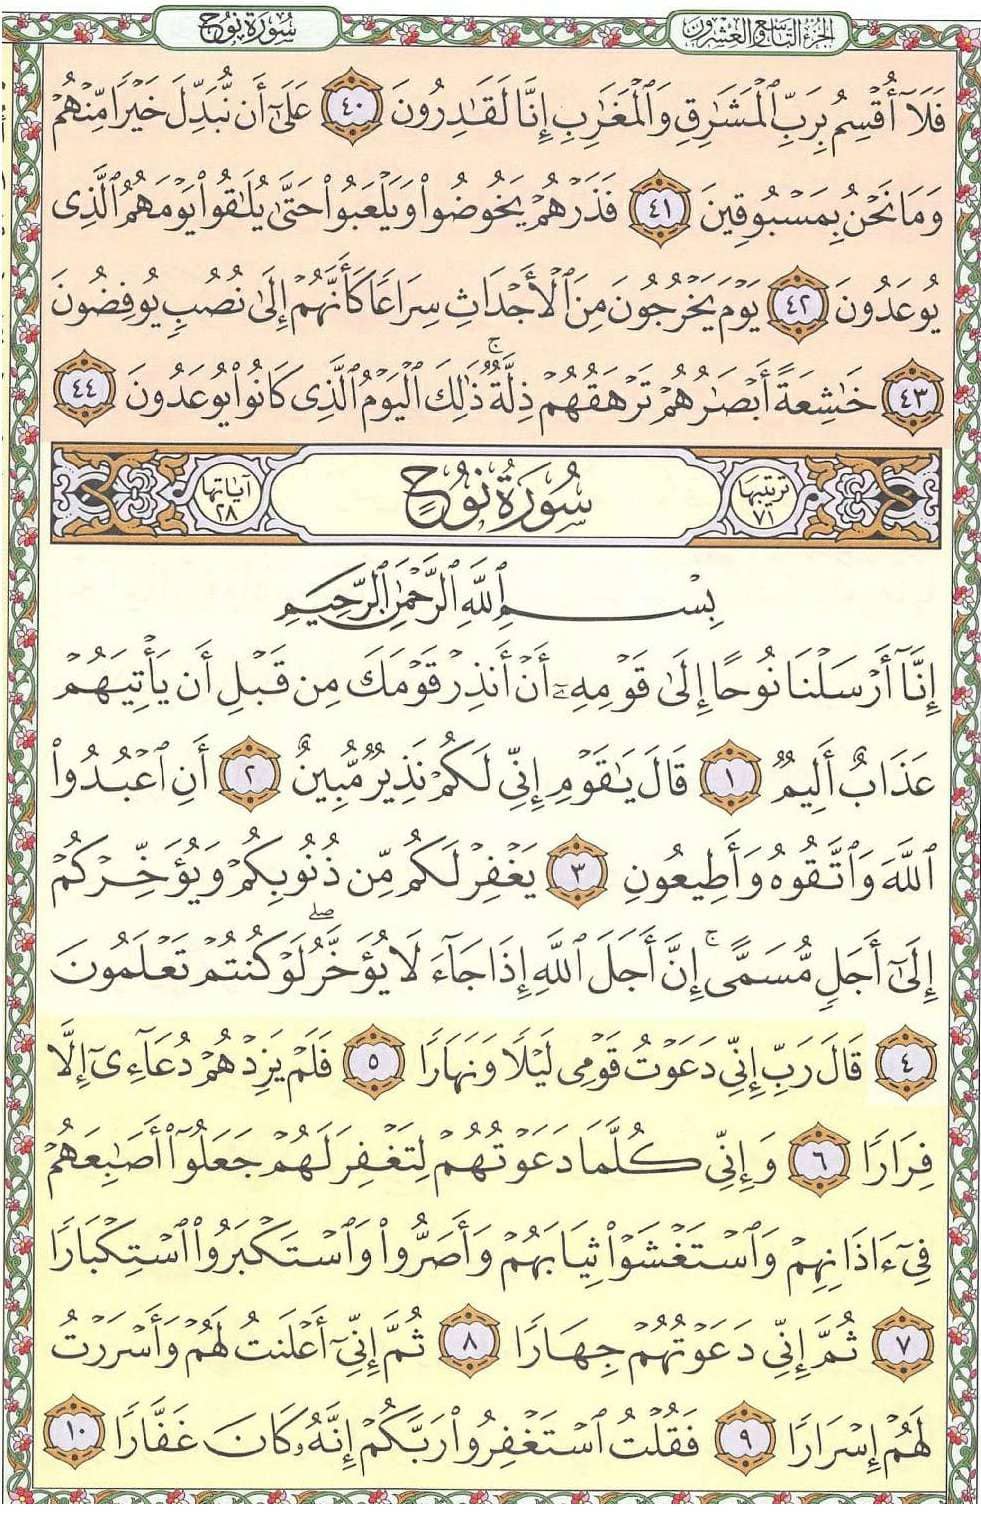 الجزء التاسع والعشرون
سورة نوح
فَلَآ أُقْسِمُ بِرَبِّ ٱلْمَشَٰرِقِ وَٱلْمَغَٰرِبِ إِنَّا لَقَٰدِرُونَ ٤٠ عَلَىٰٓ أَن نُّبَدِّلَ خَيْرًا مِّنْهُمْ
وَمَا نَحْنُ بِمَسْبُوقِينَ ٤١ فَذَرْهُمْ يَخُوضُوا۟ وَيَلْعَبُوا۟ حَتَّىٰ يُلَٰقُوا۟ يَوْمَهُمُ ٱلَّذِى
يُوعَدُونَ ٤٢ يَوْمَ يَخْرُجُونَ مِنَ ٱلْأَجْدَاثِ سِرَاعًا كَأَنَّهُمْ إِلَىٰ نُصُبٍ يُوفِضُونَ
٤٣ خَٰشِعَةً أَبْصَٰرُهُمْ تَرْهَقُهُمْ ذِلَّةٌ ۚ ذَٰلِكَ ٱلْيَوْمُ ٱلَّذِى كَانُوا۟ يُوعَدُونَ ٤٤
ترتيبها ٧١ سُورَةُ نُوحٍ آياتها ٢٨
بِسْمِ ٱللَّهِ ٱلرَّحْمَٰنِ ٱلرَّحِيمِ
إِنَّآ أَرْسَلْنَا نُوحًا إِلَىٰ قَوْمِهِۦٓ أَنْ أَنذِرْ قَوْمَكَ مِن قَبْلِ أَن يَأْتِيَهُمْ
عَذَابٌ أَلِيمٌ ١ قَالَ يَٰقَوْمِ إِنِّى لَكُمْ نَذِيرٌ مُّبِينٌ ٢ أَنِ ٱعْبُدُوا۟
ٱللَّهَ وَٱتَّقُوهُ وَأَطِيعُونِ ٣ يَغْفِرْ لَكُم مِّن ذُنُوبِكُمْ وَيُؤَخِّرْكُمْ
إِلَىٰٓ أَجَلٍ مُّسَمًّى ۚ إِنَّ أَجَلَ ٱللَّهِ إِذَا جَآءَ لَا يُؤَخَّرُ ۖ لَوْ كُنتُمْ تَعْلَمُونَ
٤ قَالَ رَبِّ إِنِّى دَعَوْتُ قَوْمِى لَيْلًا وَنَهَارًا ٥ فَلَمْ يَزِدْهُمْ دُعَآءِىٓ إِلَّا
فِرَارًا ٦ وَإِنِّى كُلَّمَا دَعَوْتُهُمْ لِتَغْفِرَ لَهُمْ جَعَلُوٓا۟ أَصَٰبِعَهُمْ
فِىٓ ءَاذَانِهِمْ وَٱسْتَغْشَوْا۟ ثِيَابَهُمْ وَأَصَرُّوا۟ وَٱسْتَكْبَرُوا۟ ٱسْتِكْبَارًا
٧ ثُمَّ إِنِّى دَعَوْتُهُمْ جِهَارًا ٨ ثُمَّ إِنِّىٓ أَعْلَنتُ لَهُمْ وَأَسْرَرْتُ
لَهُمْ إِسْرَارًا ٩ فَقُلْتُ ٱسْتَغْفِرُوا۟ رَبَّكُمْ إِنَّهُۥ كَانَ غَفَّارًا ١٠